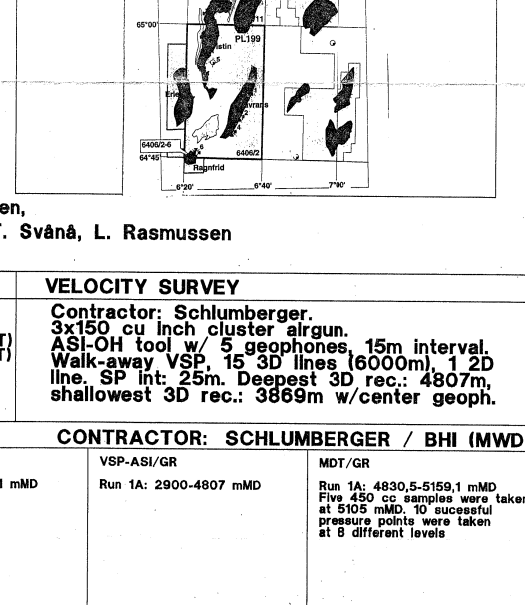 65°00'
11
PL199
6406/2-6
64°45'
6406/2
Ragnfrid
6°20'
6°40'
7°00'
en,
. Svånå, L. Rasmussen
VELOCITY SURVEY
Contractor: Schlumberger.
3x150 cu inch cluster airgun.
ASI-OH tool w/ 5 geophones, 15m interval.
Walk-away VSP, 15 3D lines (6000m), 1 2D
line. SP int: 25m. Deepest 3D rec.: 4807m,
shallowest 3D rec.: 3869m w/center geoph.
T)
T)
CONTRACTOR: SCHLUMBERGER / BHI (MWD
VSP-ASI/GR
MDT/GR
mMD
Run 1A: 2900-4807 mMD
Run 1A: 4830,5-5159,1 mMD
Five 450 cc samples were taken
at 5105 mMD. 10 sucessful
pressure points were taken
at 8 different levels